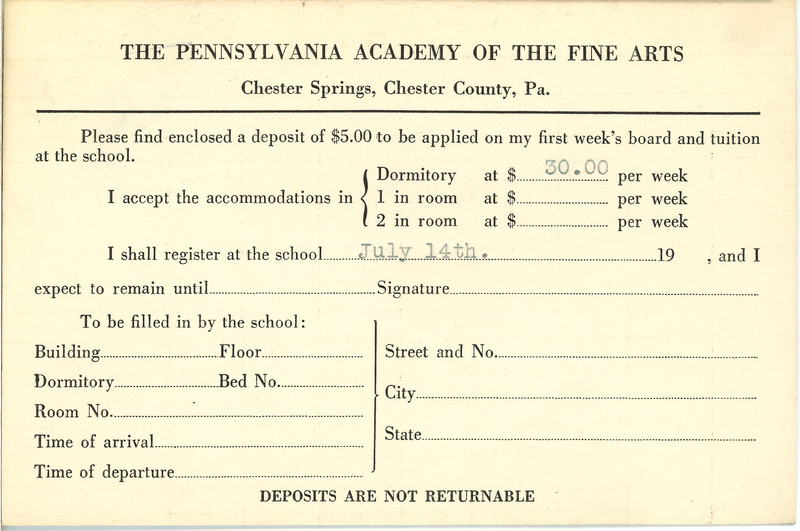 THE PENNSYLVANIA ACADEMY OF THE FINE ARTS
Chester Springs, Chester County, Pa.
Please find enclosed a deposit of $5.00 to be applied on my first week's board and tuition
at the school.
I accept the accommodations in { Dormitory at $ 30.00 per week
1 in room at $ per week
2 in room at $ per week
I shall register at the school July 14th. 19 , and I
expect to remain until Signature
To be filled in by the school:
Building Floor
Dormitory Bed No.
Room No.
Time of arrival
Time of departure
Street and No.
City
State
DEPOSITS ARE NOT RETURNABLE